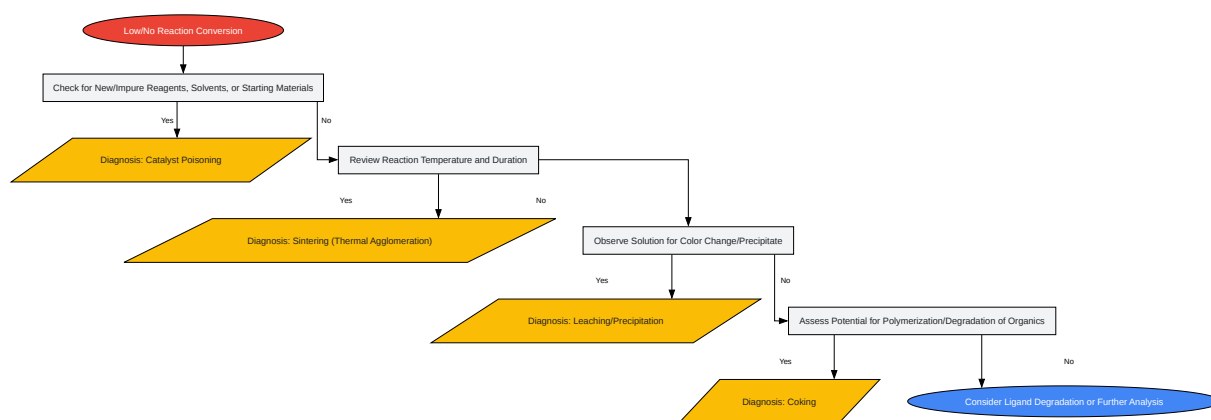 Low/No Reaction Conversion
Check for New/Impure Reagents, Solvents, or Starting Materials
Yes
No
Diagnosis: Catalyst Poisoning
Review Reaction Temperature and Duration
Yes
No
Diagnosis: Sintering (Thermal Agglomeration)
Observe Solution for Color Change/Precipitate
Yes
No
Diagnosis: Leaching/Precipitation
Assess Potential for Polymerization/Degradation of Organics
Yes
No
Diagnosis: Coking
Consider Ligand Degradation or Further Analysis